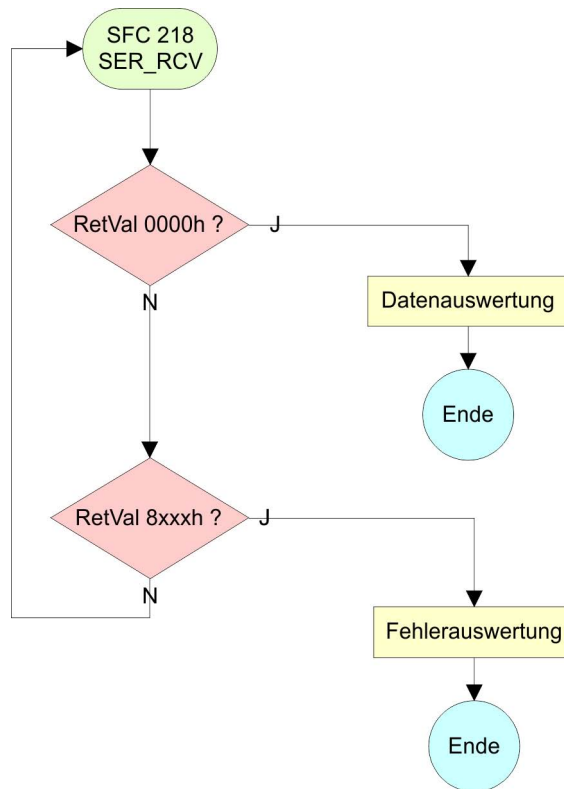 SFC 218
SER_RCV
RetVal 0000h ?
J
N
Datenauswertung
Ende
RetVal 8xxxh ?
J
N
Fehlerauswertung
Ende